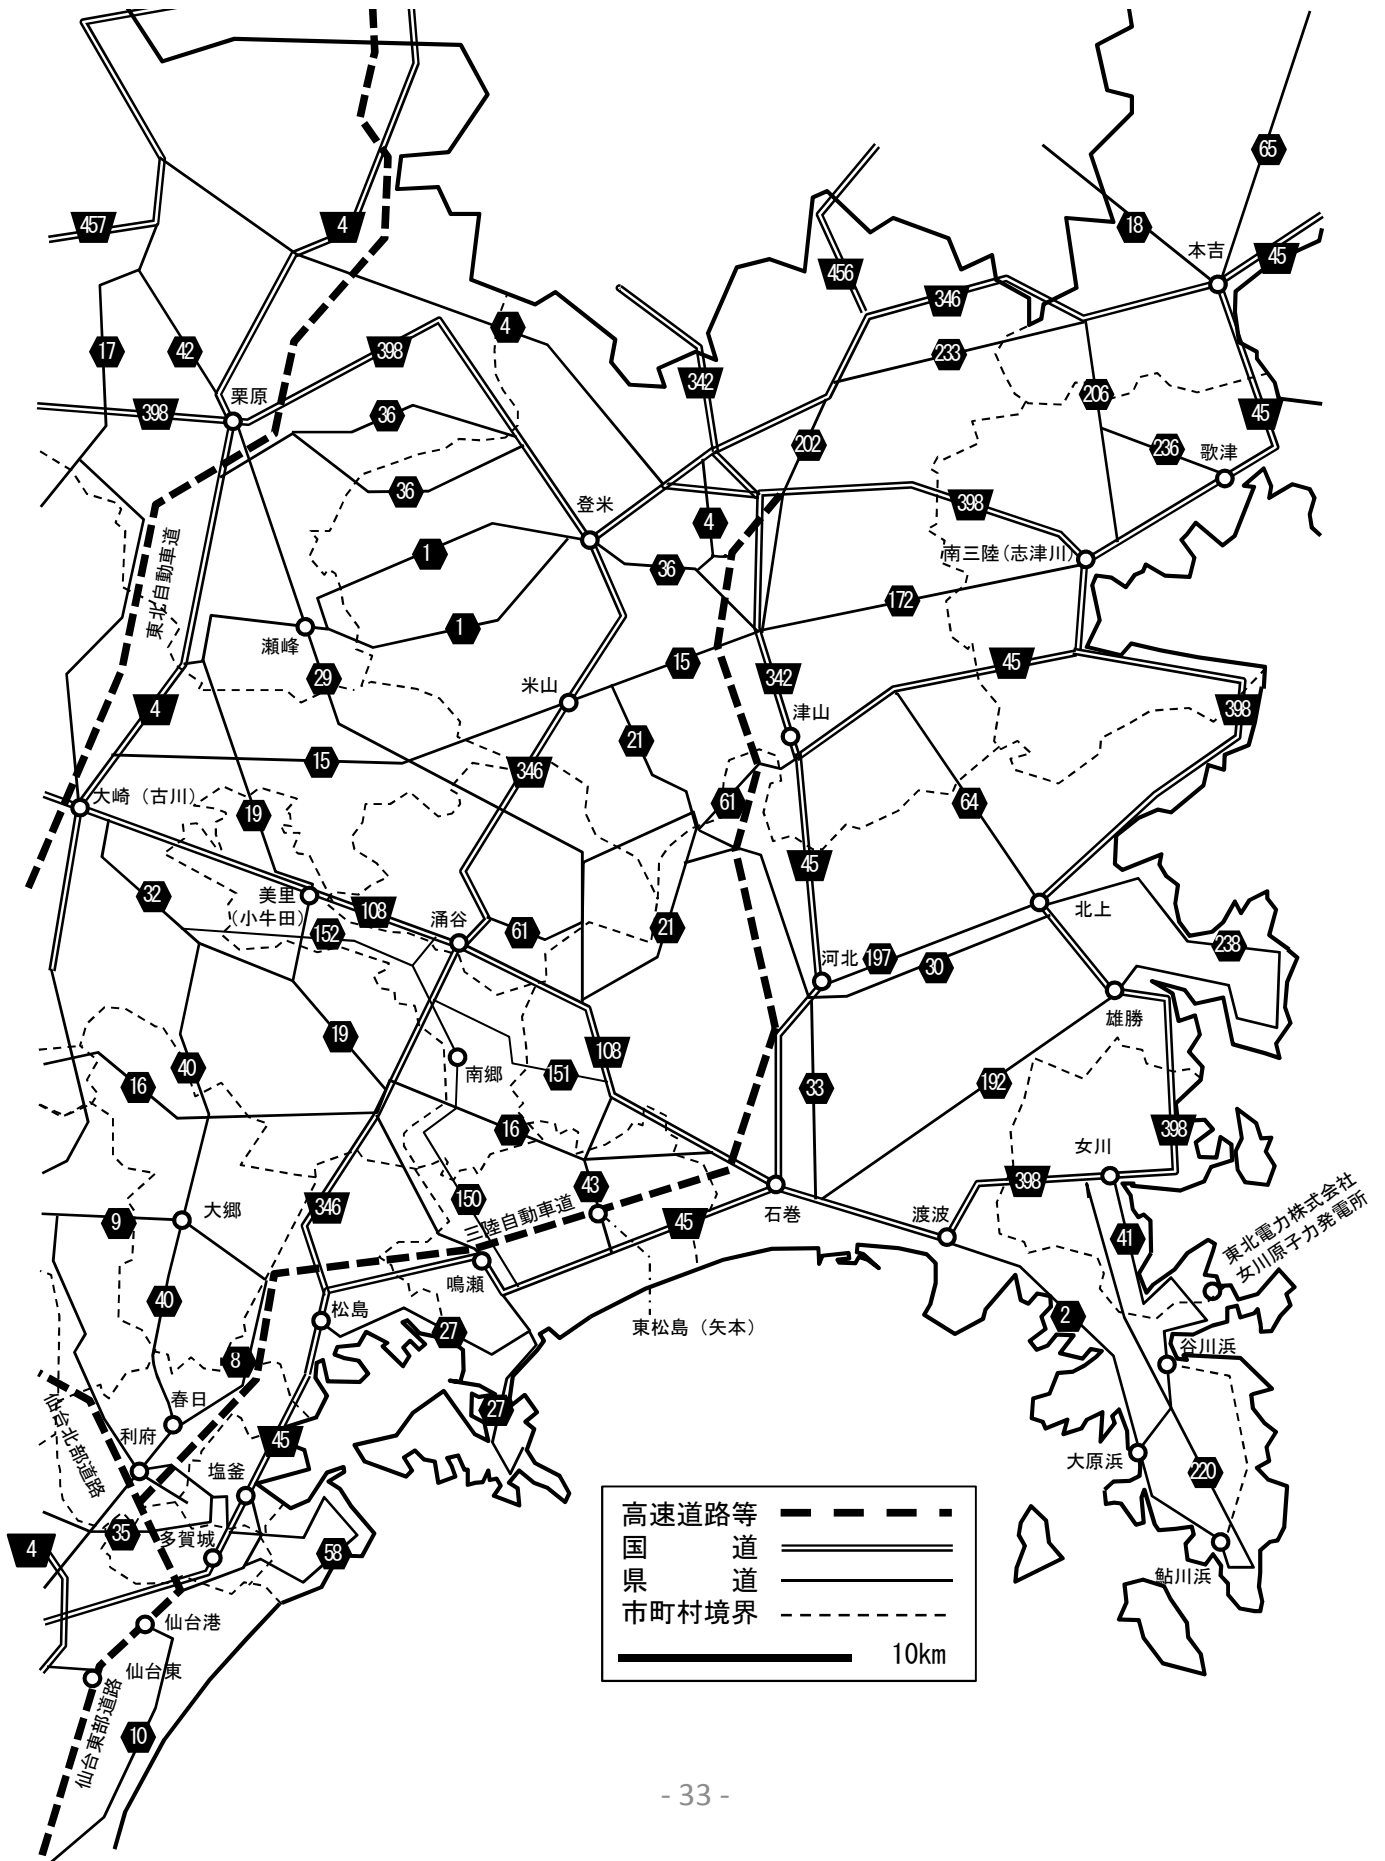 65
457
4
18
本吉
45
456
346
17
42
4
398
233
342
206
栗原
398
36
45
202
236
歌津
36
登米
398
4
東北自動車道
1
南三陸(志津川)
36
172
1
瀬峰
15
45
29
米山
342
398
4
津山
21
15
346
大崎(古川)
19
61
64
45
32
美里
(小牛田)
108
涌谷
北上
152
61
21
238
河北
197
30
雄勝
19
108
40
南郷
151
16
33
192
16
398
女川
43
398
150
346
大郷
9
三陸自動車道
45
石巻
渡波
41
東北電力株式会社
女川原子力発電所
鳴瀬
40
松島
27
東松島(矢本)
2
谷川浜
8
春日
27
仙台北部道路
利府
45
大原浜
塩釜
220
35
多賀城
4
58
鮎川浜
高速道路等
国道
県道
市町村境界
10km
仙台港
仙台東
仙台東部道路
10
- 33 -